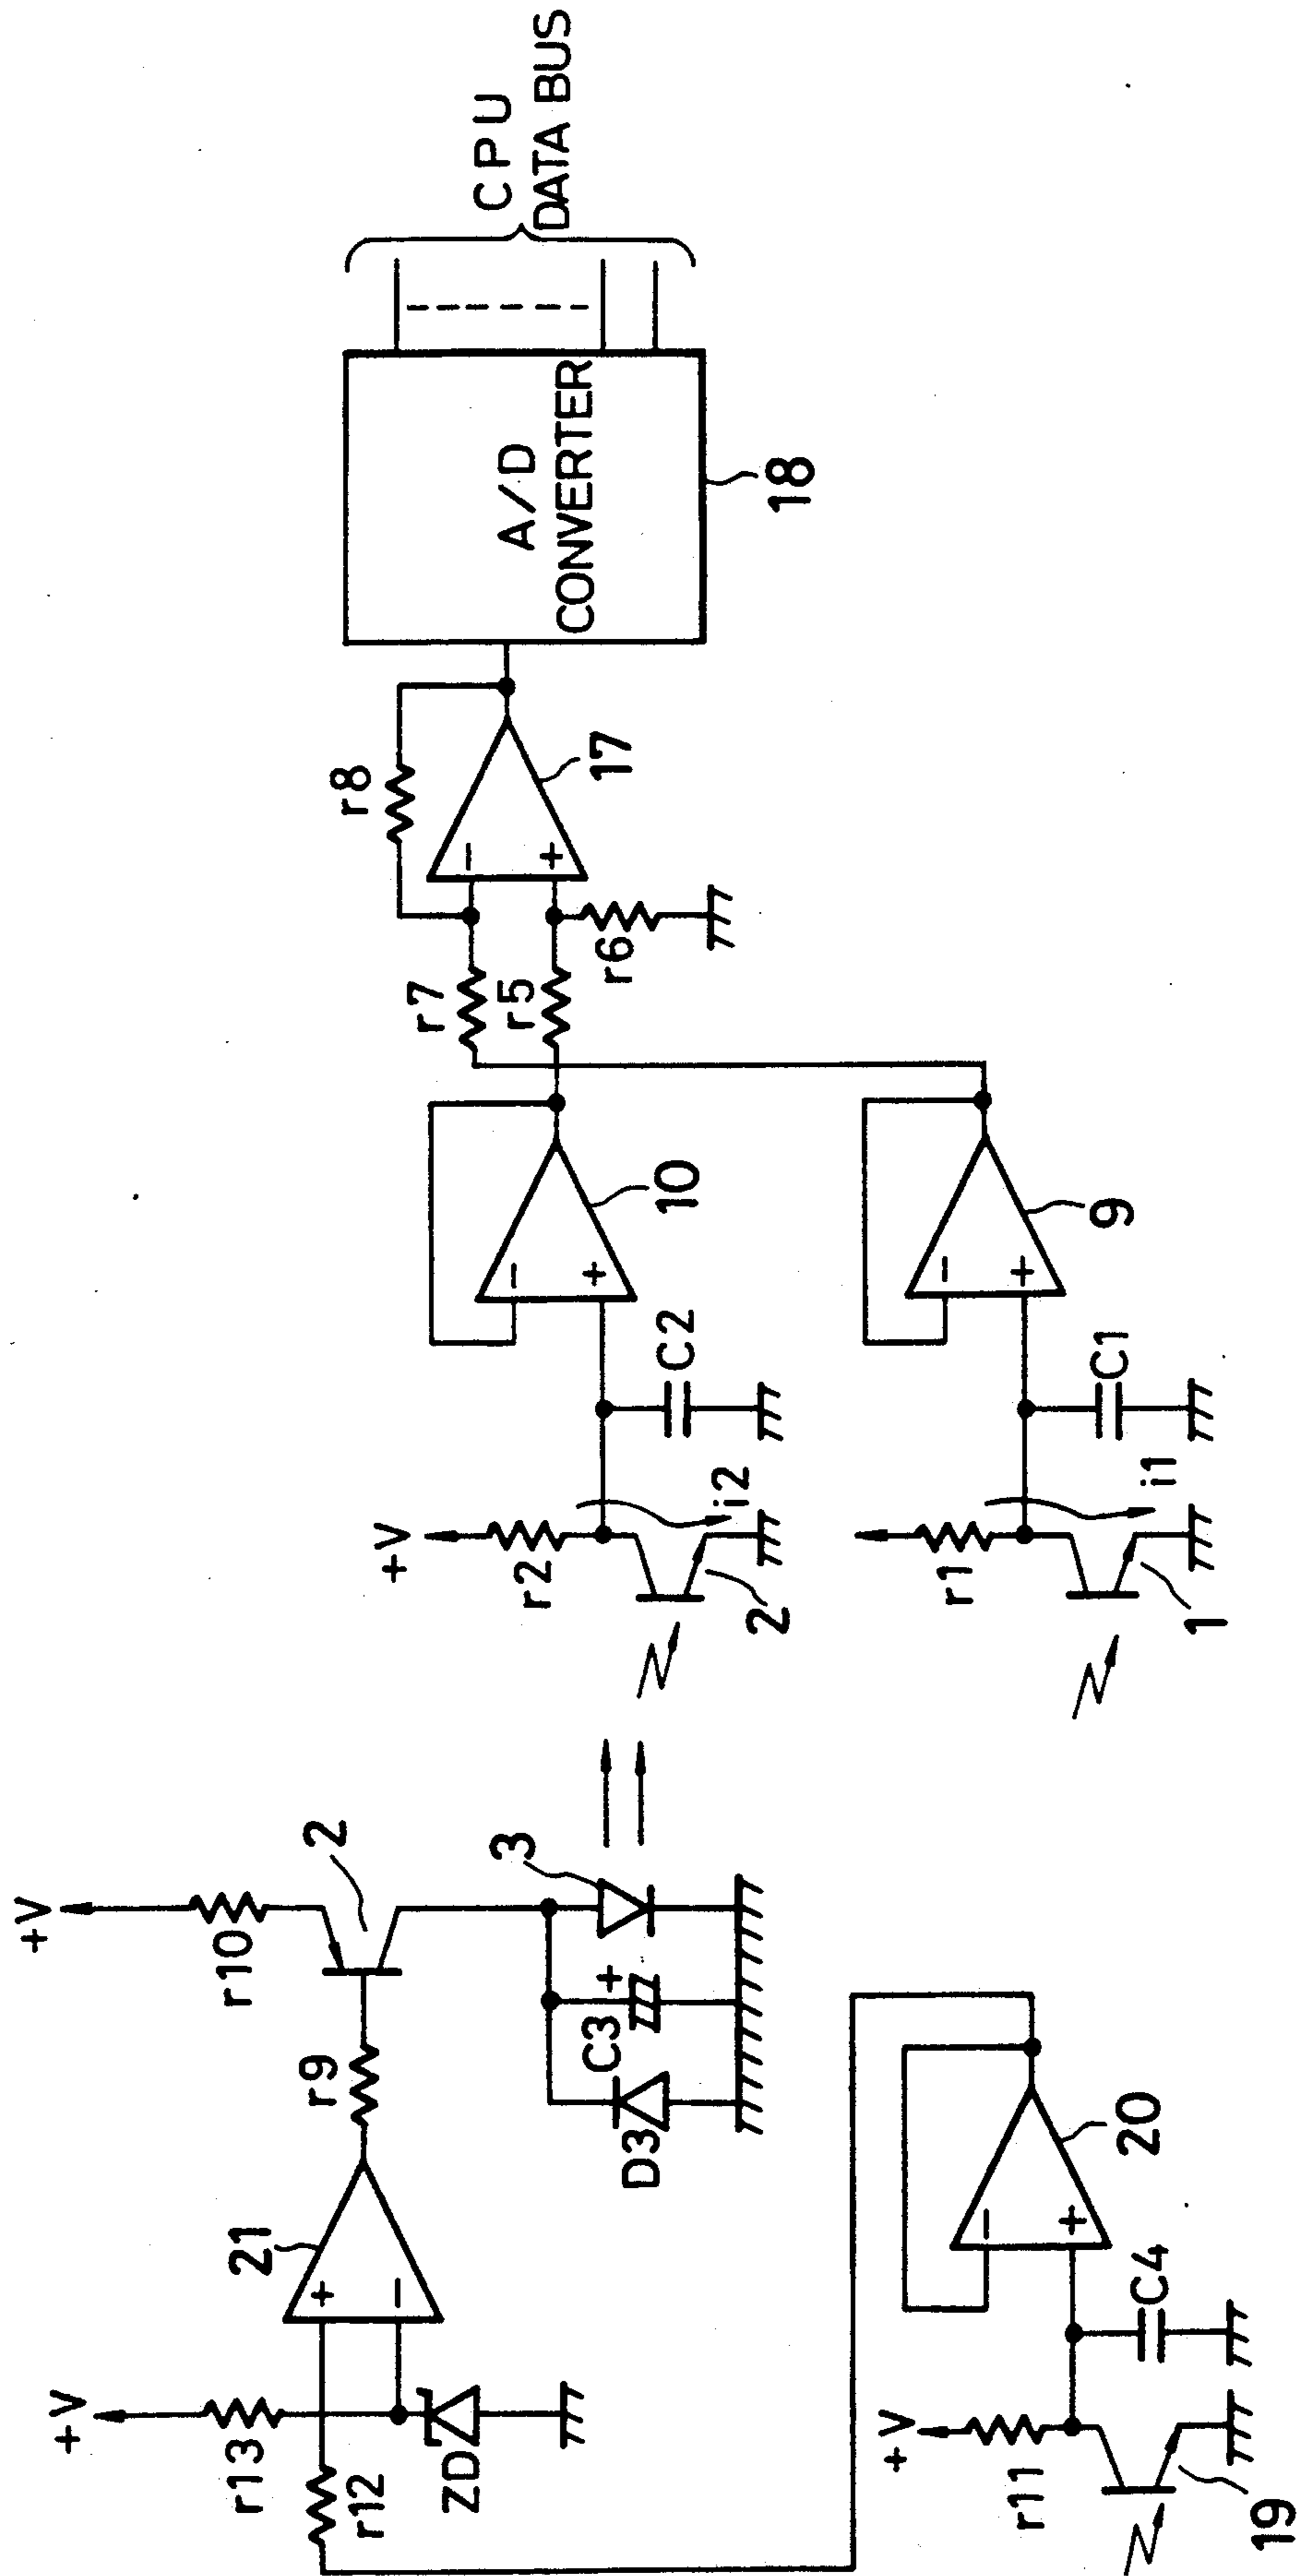 +V
r13
r12
ZD
21
+
−
r9
+V
r10
2
3
C3
+
D3
+V
r11
19
C4
−
+
20
+V
r2
2
i2
C2
−
+
10
r1
1
i1
C1
−
+
9
r7
r5
r6
r8
−
+
17
A/D
CONVERTER
18
CPU
DATA BUS